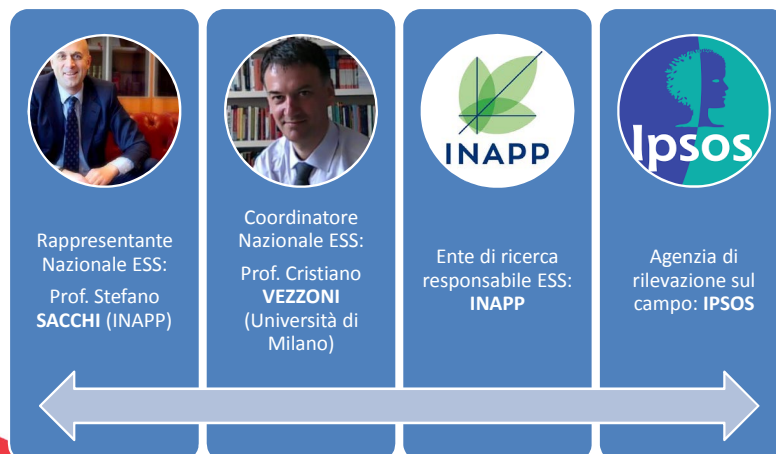 INAPP
Ipsos
Rappresentante
Nazionale ESS:
Prof. Stefano
SACCHI (INAPP)
Coordinatore
Nazionale ESS:
Prof. Cristiano
VEZZONI
(Università di
Milano)
Ente di ricerca
responsabile ESS:
INAPP
Agenzia di
rilevazione sul
campo: IPSOS